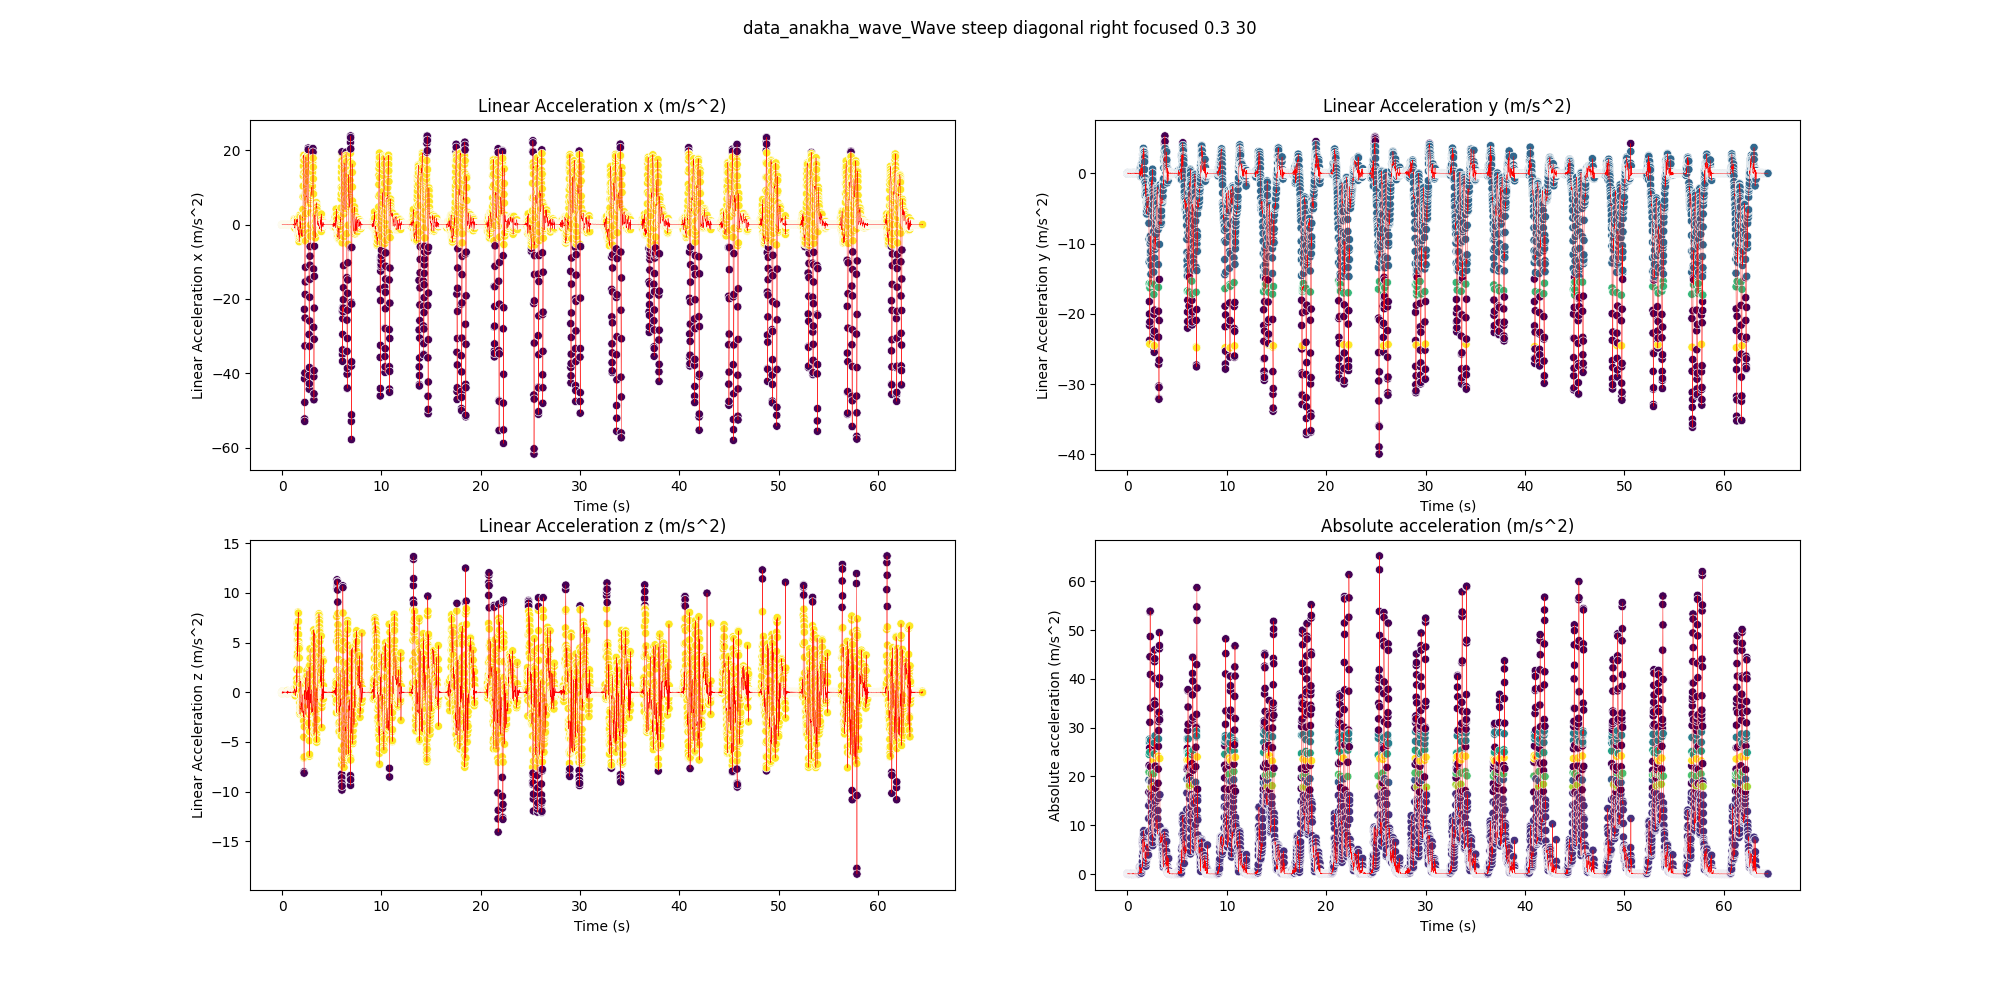 data_anakha_wave_Wave steep diagonal right focused 0.3 30
Linear Acceleration x (m/s^2)
Linear Acceleration x (m/s^2)
20
0
−20
−40
−60
0 10 20 30 40 50 60
Time (s)
Linear Acceleration y (m/s^2)
Linear Acceleration y (m/s^2)
0
−10
−20
−30
−40
0 10 20 30 40 50 60
Time (s)
Linear Acceleration z (m/s^2)
Linear Acceleration z (m/s^2)
15
10
5
0
−5
−10
−15
0 10 20 30 40 50 60
Time (s)
Absolute acceleration (m/s^2)
Absolute acceleration (m/s^2)
60
50
40
30
20
10
0
0 10 20 30 40 50 60
Time (s)